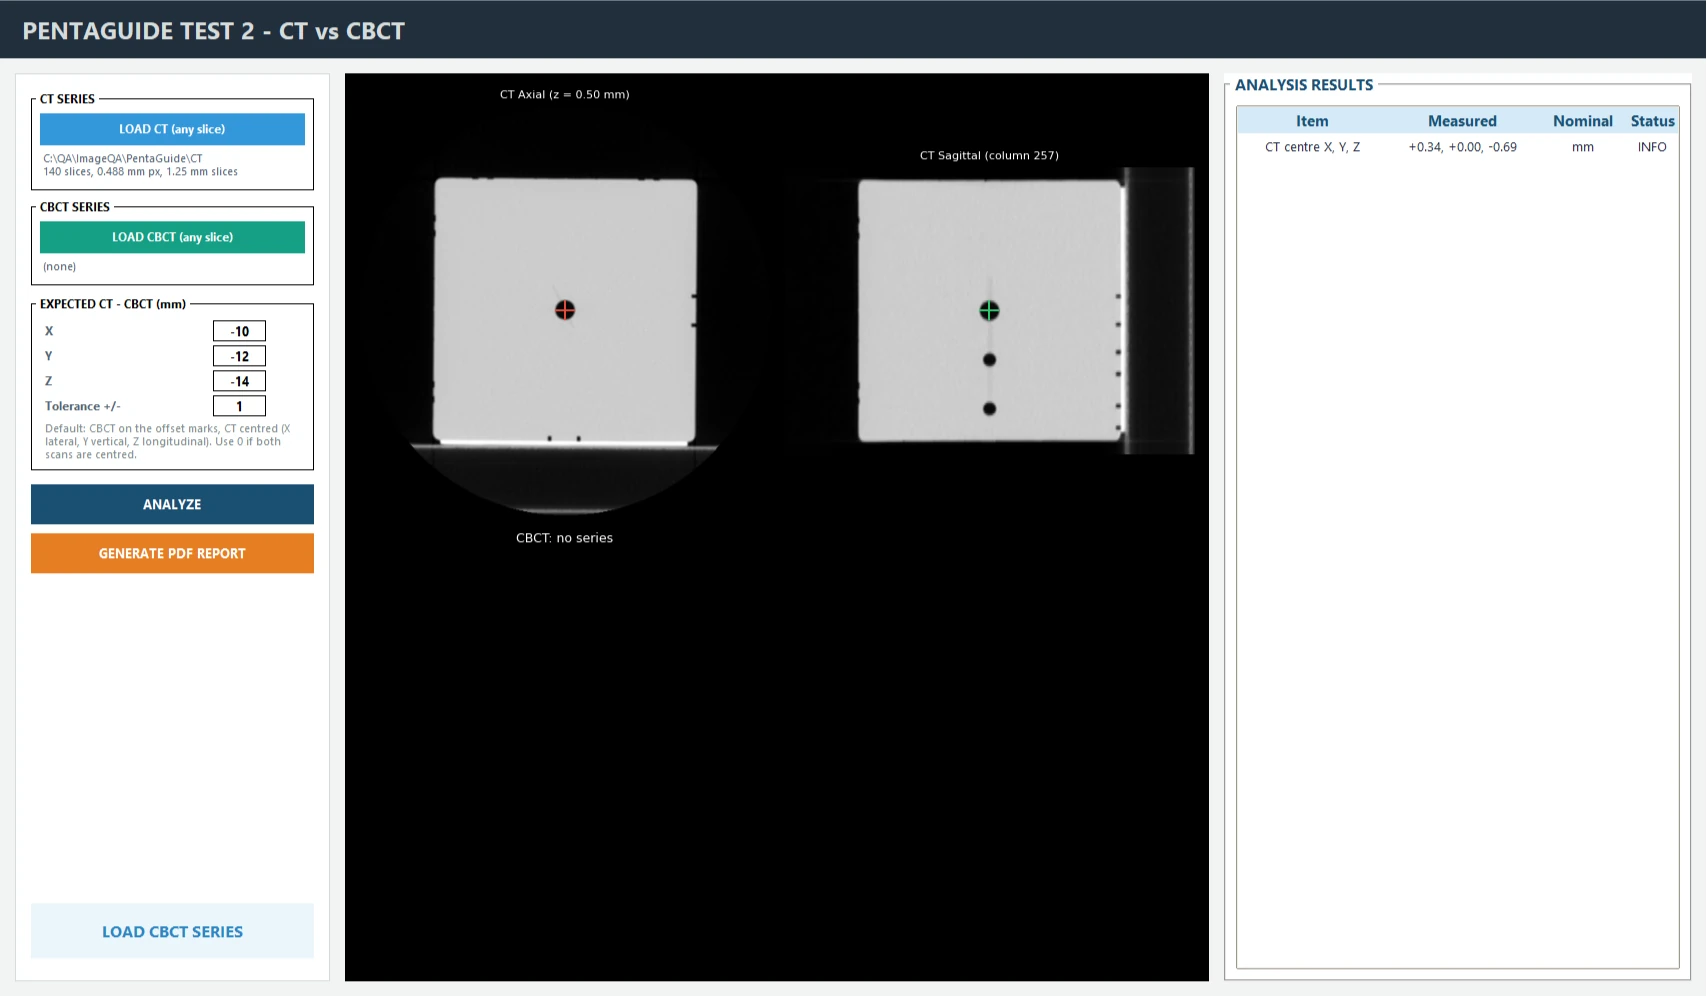 PENTAGUIDE TEST 2 - CT vs CBCT
CT SERIES
LOAD CT (any slice)
C:\QA\ImageQA\PentaGuide\CT
140 slices, 0.488 mm px, 1.25 mm slices
CBCT SERIES
LOAD CBCT (any slice)
(none)
EXPECTED CT - CBCT (mm)
X -10
Y -12
Z -14
Tolerance +/- 1
Default: CBCT on the offset marks, CT centred (X
lateral, Y vertical, Z longitudinal). Use 0 if both
scans are centred.
ANALYZE
GENERATE PDF REPORT
LOAD CBCT SERIES
CT Axial (z = 0.50 mm)
CT Sagittal (column 257)
CBCT: no series
ANALYSIS RESULTS
Item Measured Nominal Status
CT centre X, Y, Z +0.34, +0.00, -0.69 mm INFO